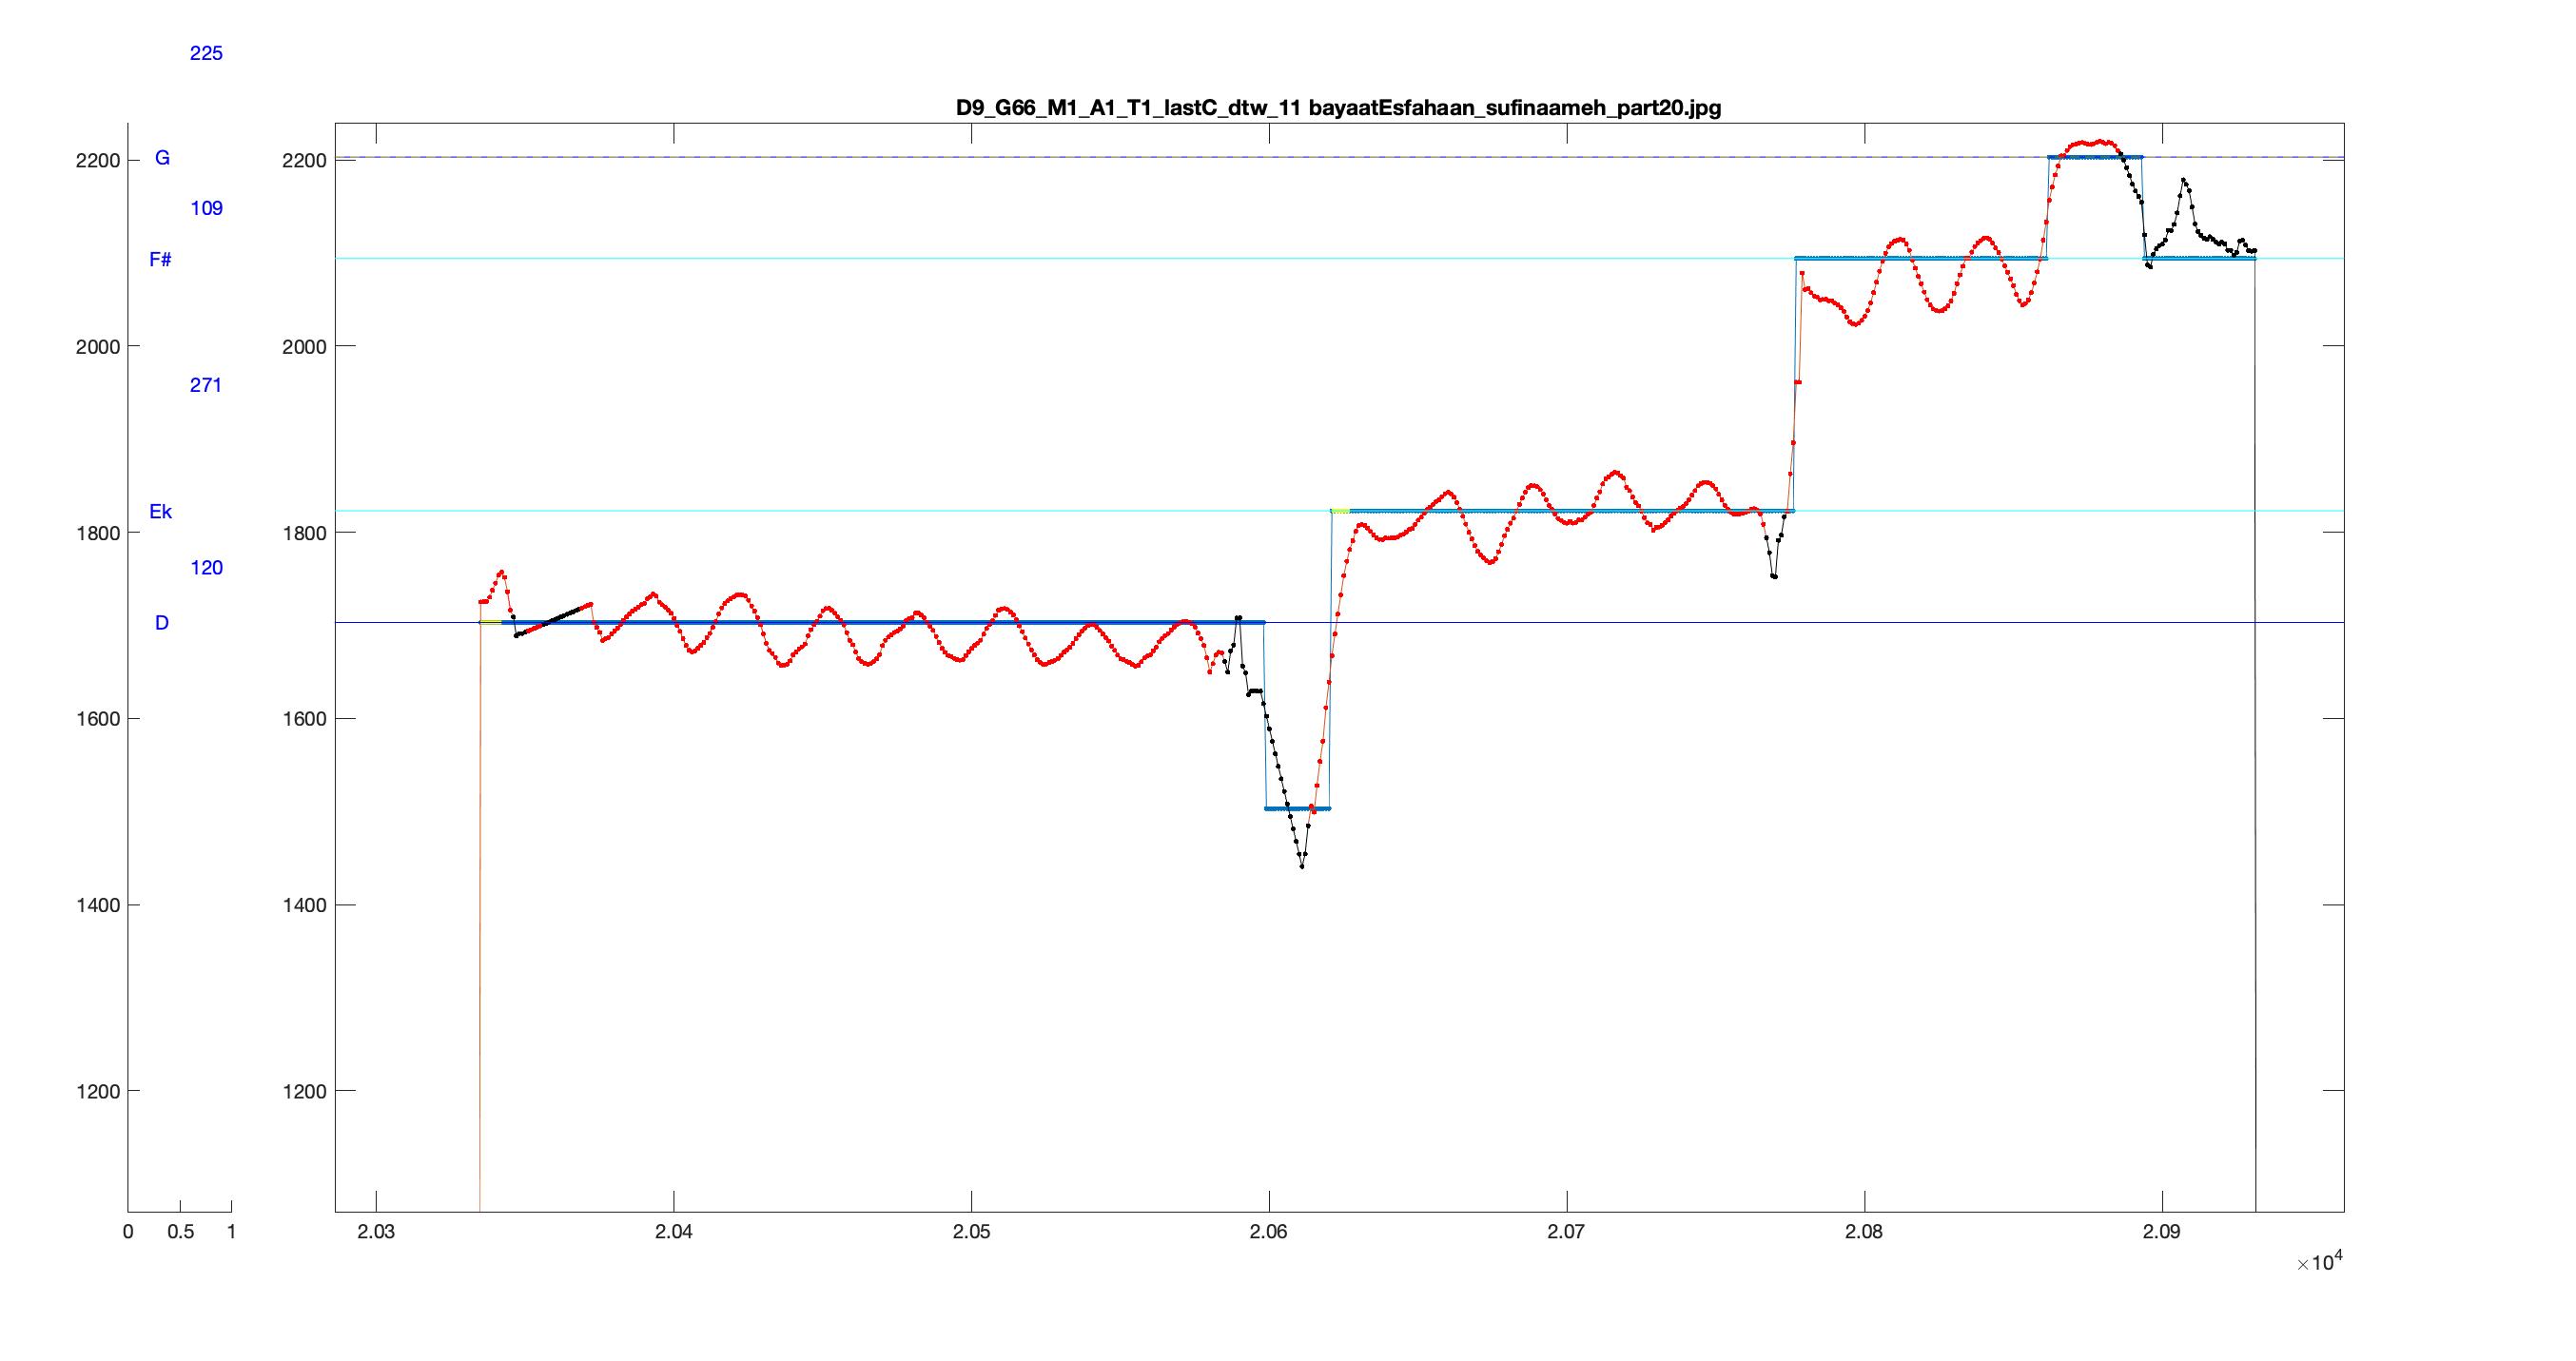 225
D9_G66_M1_A1_T1_lastC_dtw_11 bayaatEsfahaan_sufinaameh_part20.jpg
2200 G 2200
109
F#
2000 2000
271
Ek
1800 1800
120
D
1600 1600
1400 1400
1200 1200
0 0.5 1 2.03 2.04 2.05 2.06 2.07 2.08 2.09
×10^4